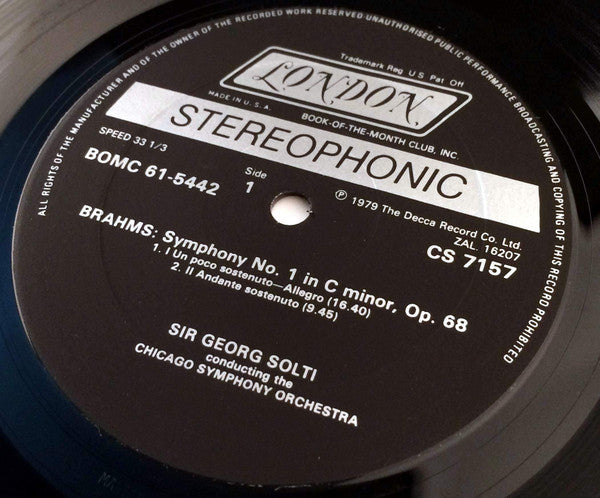 ALL RIGHTS OF THE MANUFACTURER AND OF THE OWNER OF THE RECORDED WORK RESERVED·UNAUTHORISED PUBLIC PERFORMANCE BROADCASTING AND COPYING OF THIS RECORD PROHIBITED
Trademark Reg U S Pat. Off
LONDON
MADE IN U.S.A.
BOOK-OF-THE-MONTH CLUB, INC.
STEREOPHONIC
SPEED 33 1/3
BOMC 61-5442
Side
1
℗ 1979 The Decca Record Co. Ltd.
ZAL. 16207
CS 7157
BRAHMS: Symphony No. 1 in C minor, Op. 68
1. I Un poco sostenuto—Allegro (16.40)
2. II Andante sostenuto (9.45)
SIR GEORG SOLTI
conducting the
CHICAGO SYMPHONY ORCHESTRA